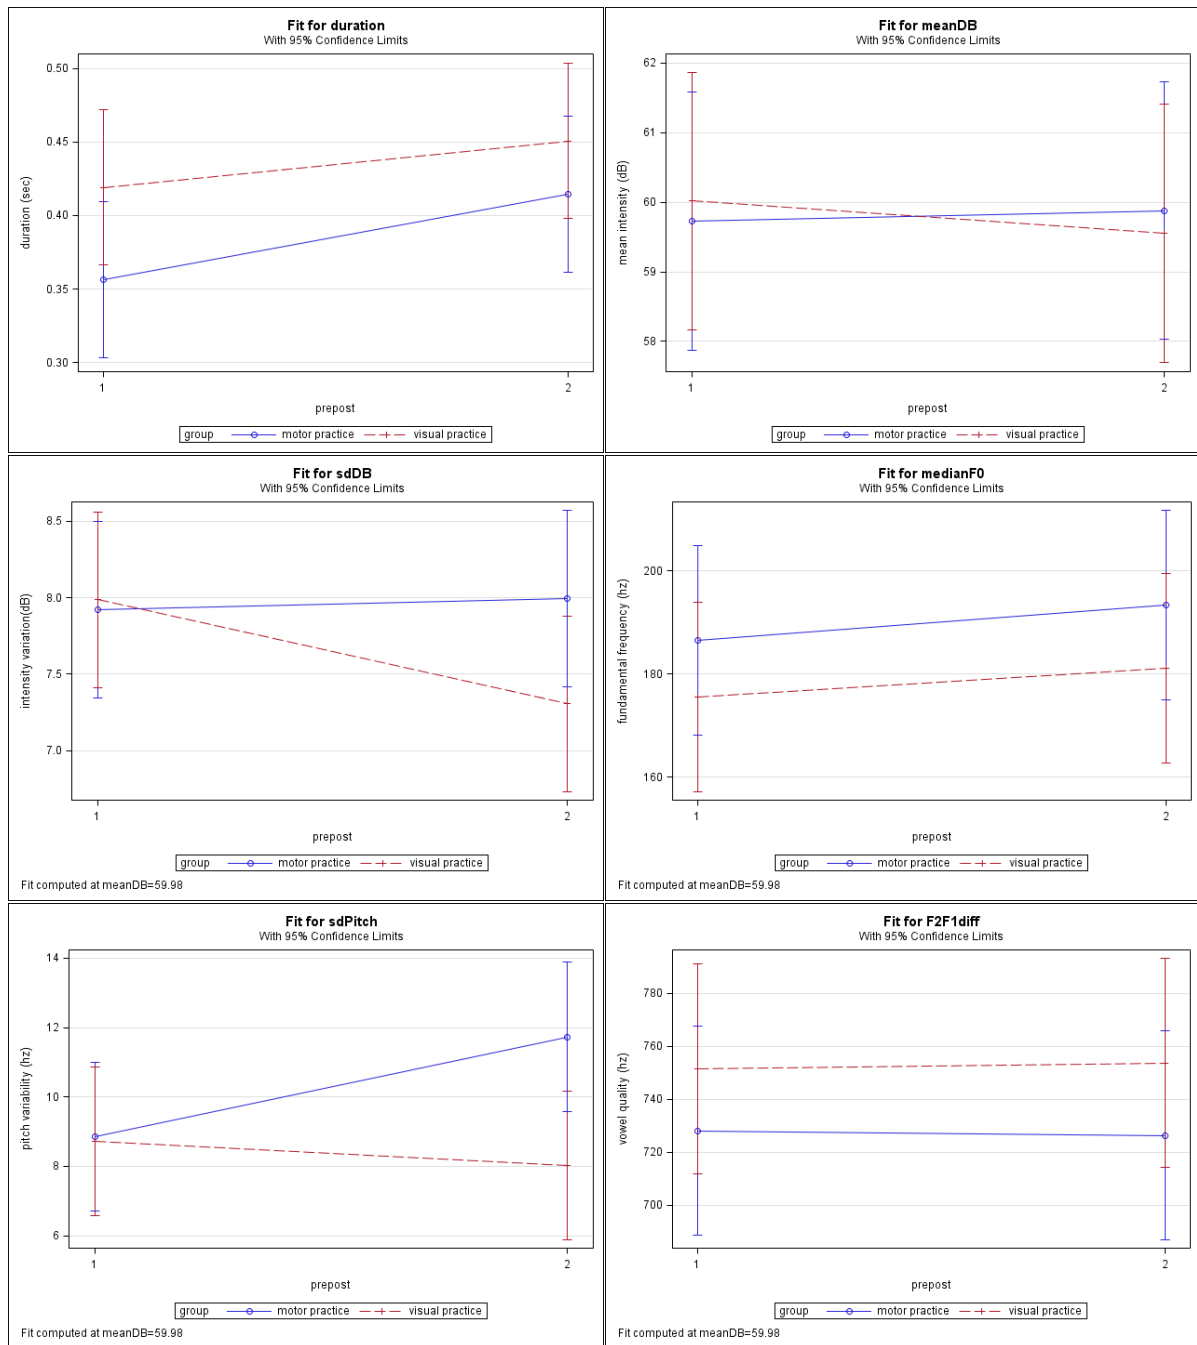 Fit for duration
With 95% Confidence Limits
0.50
0.45
0.40
0.35
0.30
duration (sec)
1 2
prepost
group motor practice visual practice
Fit for meanDB
With 95% Confidence Limits
62
61
60
59
58
mean intensity (dB)
1 2
prepost
group motor practice visual practice
Fit for sdDB
With 95% Confidence Limits
8.5
8.0
7.5
7.0
intensity variation(dB)
1 2
prepost
group motor practice visual practice
Fit computed at meanDB=59.98
Fit for medianF0
With 95% Confidence Limits
200
180
160
fundamental frequency (hz)
1 2
prepost
group motor practice visual practice
Fit computed at meanDB=59.98
Fit for sdPitch
With 95% Confidence Limits
14
12
10
8
6
pitch variability (hz)
1 2
prepost
group motor practice visual practice
Fit computed at meanDB=59.98
Fit for F2F1diff
With 95% Confidence Limits
780
760
740
720
700
vowel quality (hz)
1 2
prepost
group motor practice visual practice
Fit computed at meanDB=59.98